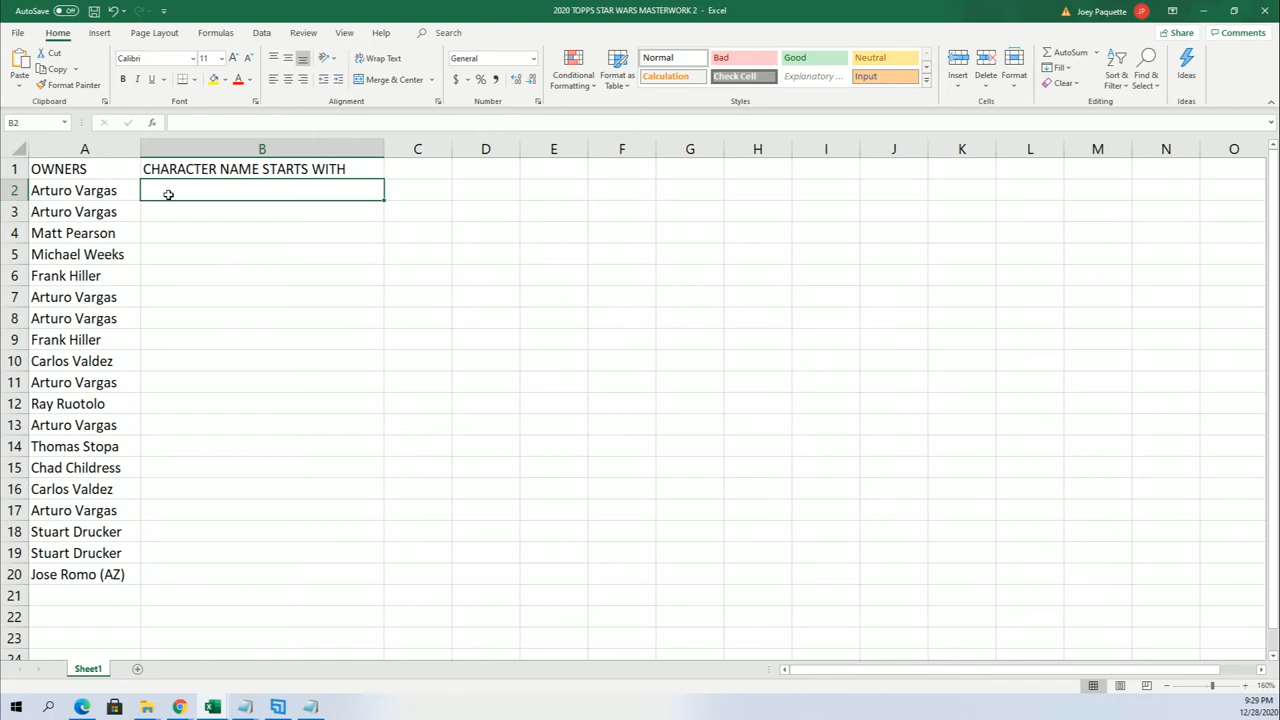 AutoSave Off 2020 TOPPS STAR WARS MASTERWORK 2 - Excel Joey Paquette JP
File Home Insert Page Layout Formulas Data Review View Help Search Share Comments
Paste Cut Copy Format Painter Clipboard
Calibri 11 A A B I U A Font
Wrap Text Merge & Center Alignment
General $ % , Number
Conditional Formatting Format as Table
Normal Bad Good Neutral
Calculation Check Cell Explanatory ... Input
Styles
Insert Delete Format Cells
AutoSum Fill Clear Sort & Filter Find & Select Editing
Ideas Ideas
B2 fx
A B C D E F G H I J K L M N O
1 OWNERS CHARACTER NAME STARTS WITH
2 Arturo Vargas
3 Arturo Vargas
4 Matt Pearson
5 Michael Weeks
6 Frank Hiller
7 Arturo Vargas
8 Arturo Vargas
9 Frank Hiller
10 Carlos Valdez
11 Arturo Vargas
12 Ray Ruotolo
13 Arturo Vargas
14 Thomas Stopa
15 Chad Childress
16 Carlos Valdez
17 Arturo Vargas
18 Stuart Drucker
19 Stuart Drucker
20 Jose Romo (AZ)
21
22
23
24
Sheet1
160%
9:29 PM
12/28/2020